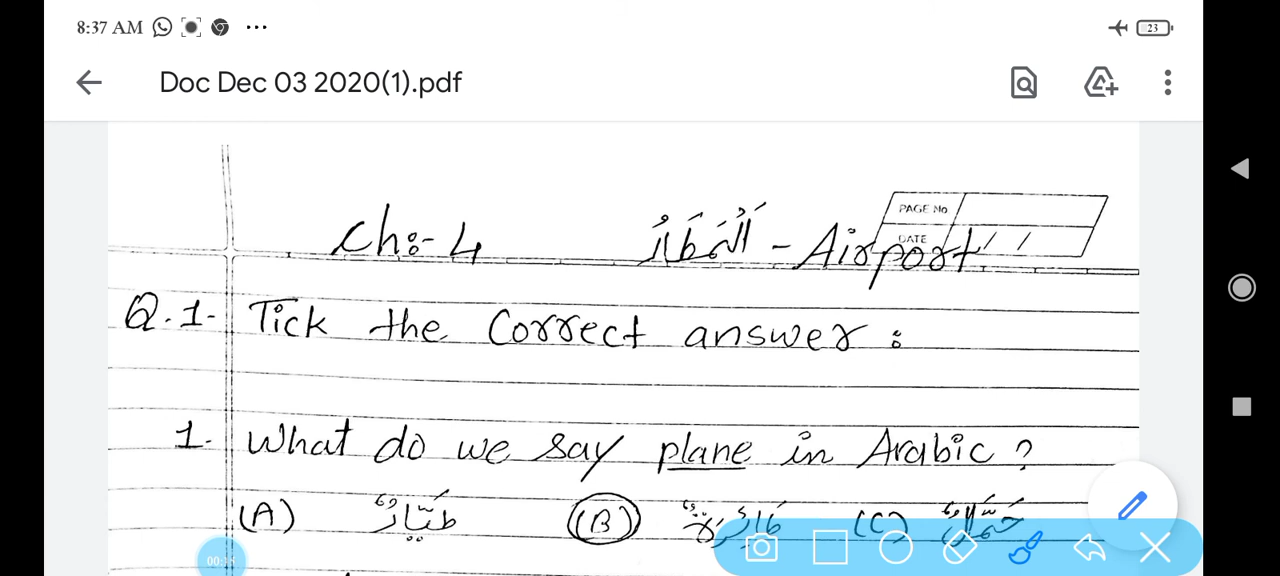 8:37 AM ... 23
Doc Dec 03 2020(1).pdf
PAGE No
DATE / /
Ch:- 4 اَلْمَطَارُ - Airport
Q.1- Tick the Correct answer :
1. What do we say plane in Arabic ?
(A) طَيَّارٌ (B) طَائِرَةٌ (C) حَمَّالٌ